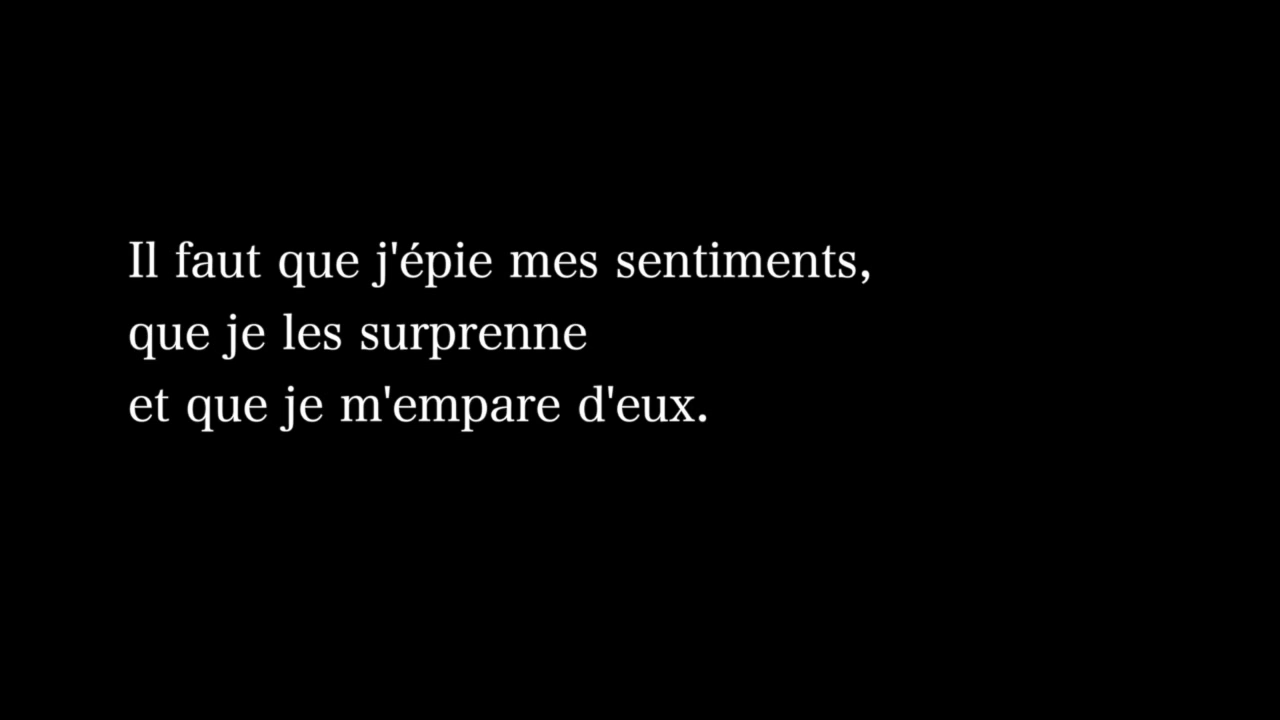 Il faut que j'épie mes sentiments,
que je les surprenne
et que je m'empare d'eux.